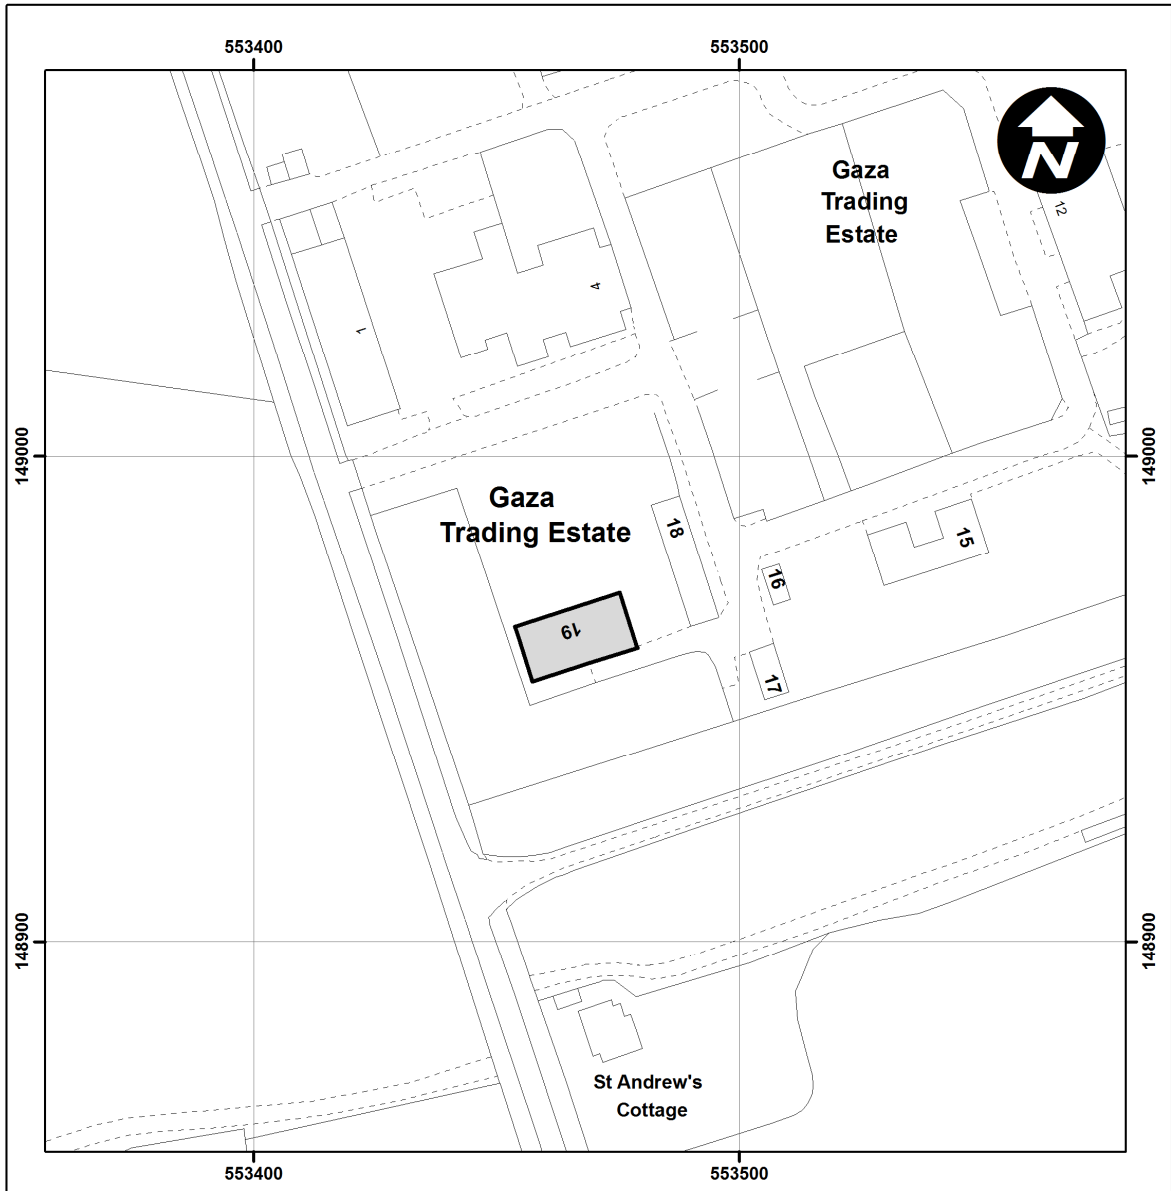 553400
553500
N
Gaza
Trading
Estate
12
4
1
149000
149000
Gaza
Trading Estate
18
15
16
19
17
148900
148900
St Andrew's
Cottage
553400
553500